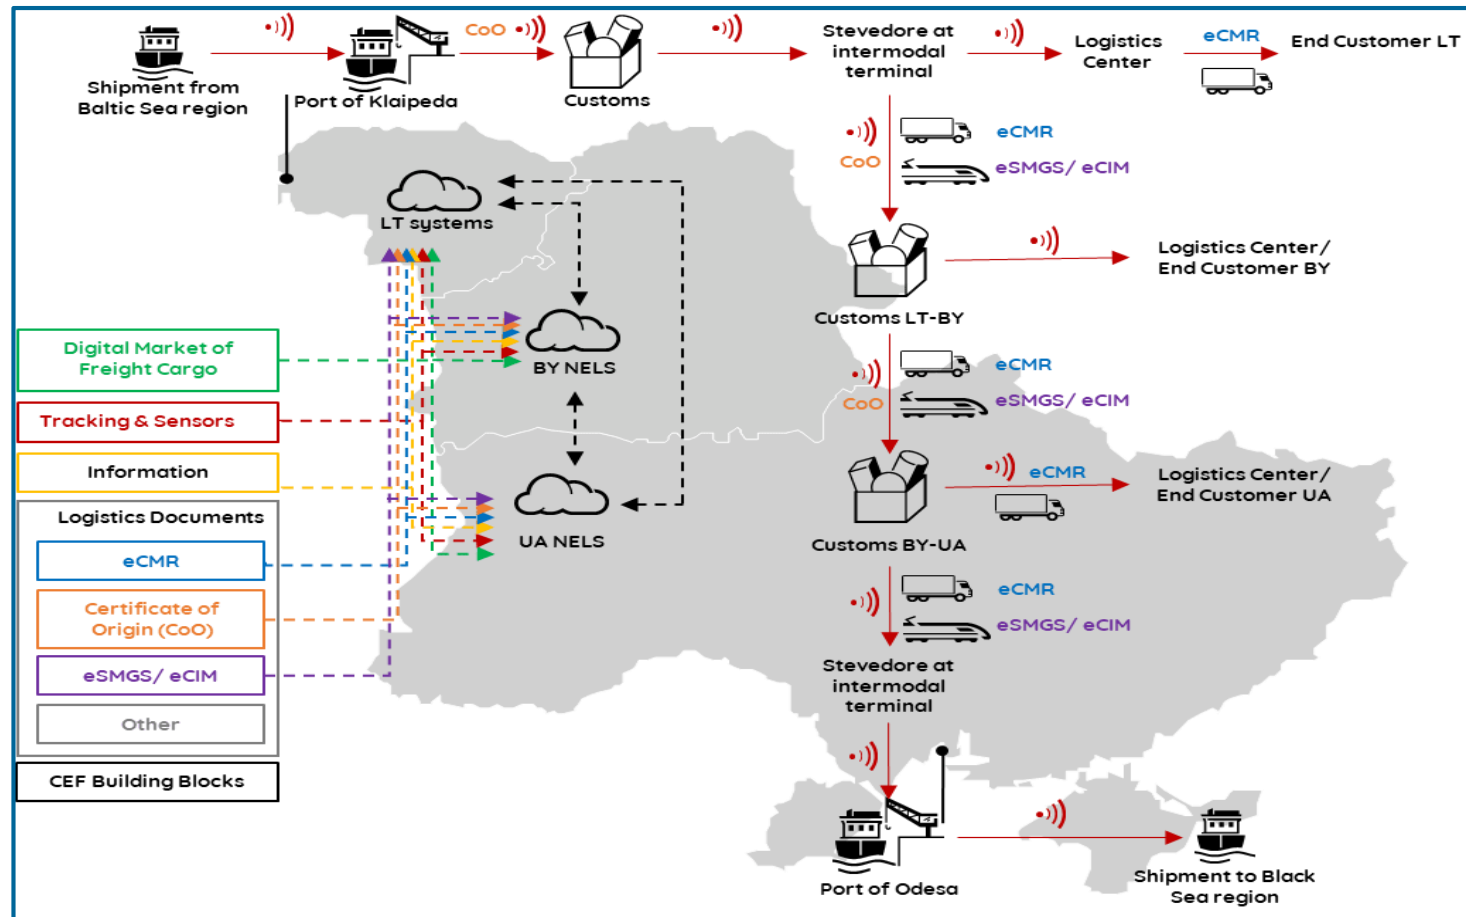 Shipment from
Baltic Sea region
Port of Klaipeda
CoO
Customs
Stevedore at
intermodal
terminal
Logistics
Center
eCMR
End Customer LT
eCMR
CoO
eSMGS/ eCIM
LT systems
Customs LT-BY
Logistics Center/
End Customer BY
BY NELS
eCMR
CoO
eSMGS/ eCIM
Digital Market of
Freight Cargo
Tracking & Sensors
Information
Logistics Documents
eCMR
Certificate of
Origin (CoO)
eSMGS/ eCIM
Other
CEF Building Blocks
UA NELS
Customs BY-UA
eCMR
Logistics Center/
End Customer UA
eCMR
eSMGS/ eCIM
Stevedore at
intermodal
terminal
Port of Odesa
Shipment to Black
Sea region